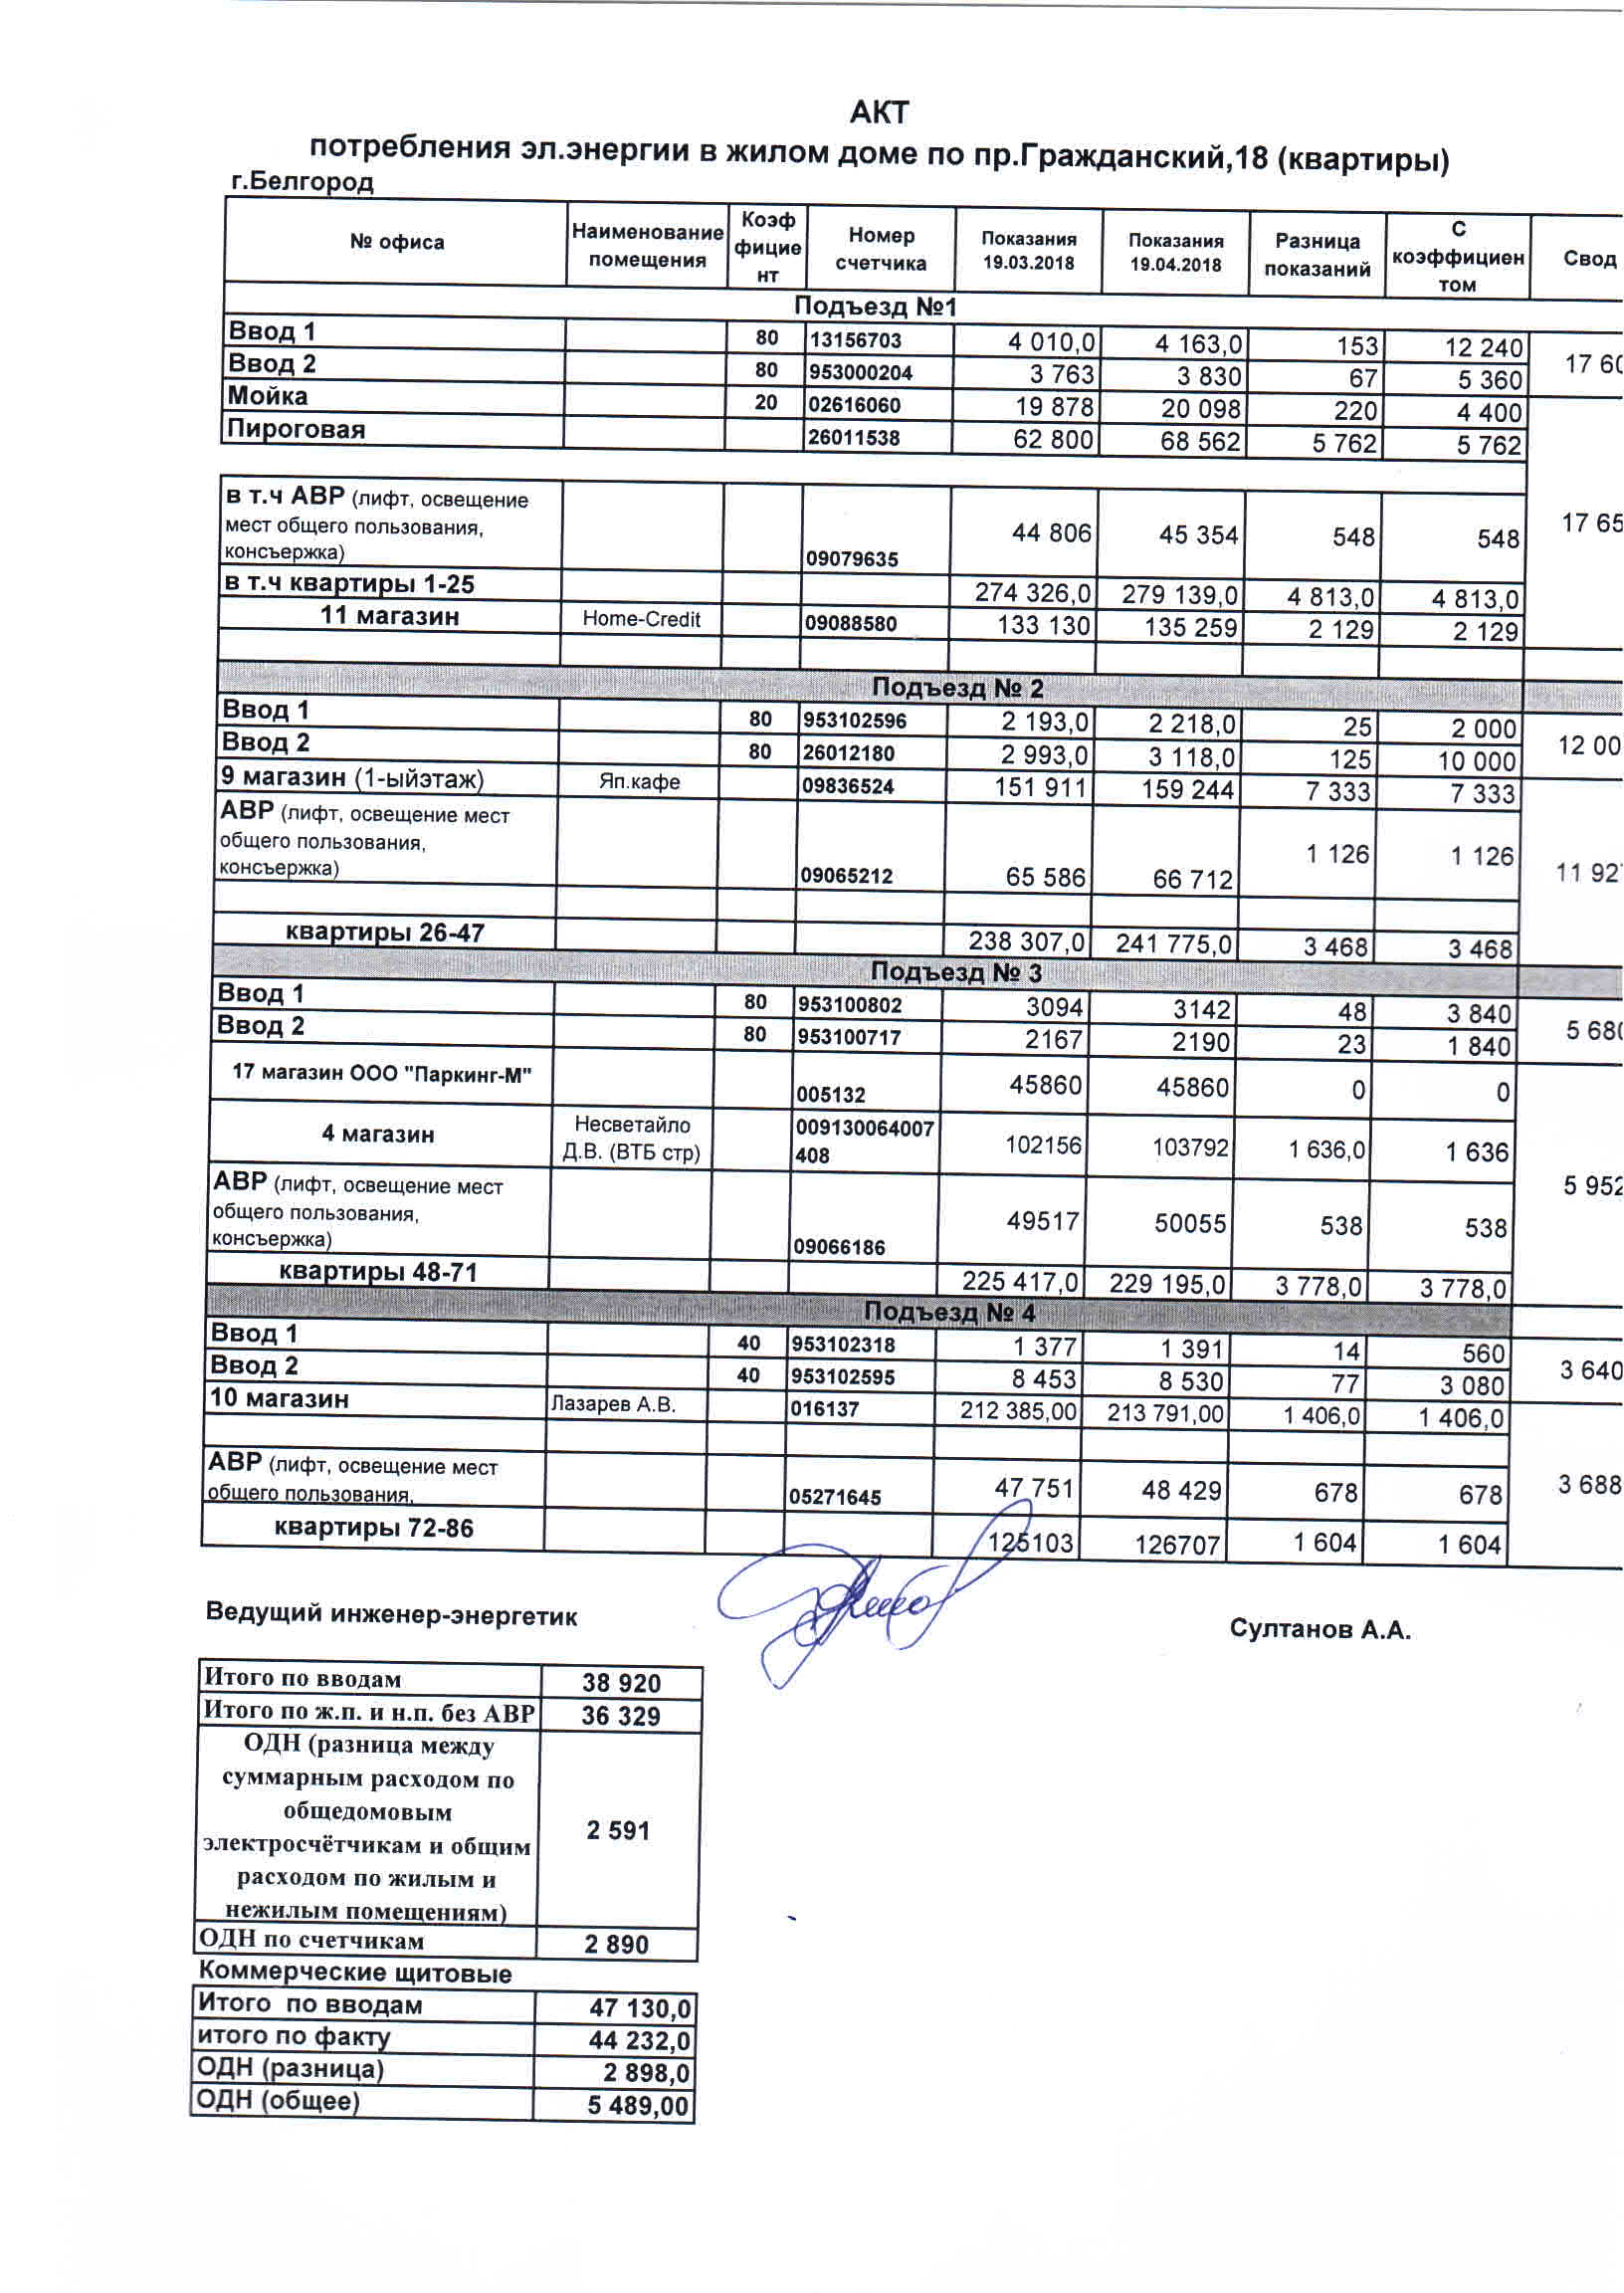 АКТ
потребления эл.энергии в жилом доме по пр.Гражданский,18 (квартиры)
г.Белгород
№ офиса Наименование помещения Коэф фицие нт Номер счетчика Показания 19.03.2018 Показания 19.04.2018 Разница показаний С коэффициен том Свод
Подъезд №1
Ввод 1 80 13156703 4 010,0 4 163,0 153 12 240
17 60
Ввод 2 80 953000204 3 763 3 830 67 5 360
Мойка 20 02616060 19 878 20 098 220 4 400
Пироговая 26011538 62 800 68 562 5 762 5 762
в т.ч АВР (лифт, освещение
мест общего пользования,
консъержка) 09079635 44 806 45 354 548 548
17 65
в т.ч квартиры 1-25 274 326,0 279 139,0 4 813,0 4 813,0
11 магазин Home-Credit 09088580 133 130 135 259 2 129 2 129
Подъезд № 2
Ввод 1 80 953102596 2 193,0 2 218,0 25 2 000
12 00
Ввод 2 80 26012180 2 993,0 3 118,0 125 10 000
9 магазин (1-ыйэтаж) Яп.кафе 09836524 151 911 159 244 7 333 7 333
АВР (лифт, освещение мест
общего пользования,
консъержка) 09065212 65 586 66 712 1 126 1 126
11 92
квартиры 26-47 238 307,0 241 775,0 3 468 3 468
Подъезд № 3
Ввод 1 80 953100802 3094 3142 48 3 840
5 680
Ввод 2 80 953100717 2167 2190 23 1 840
17 магазин ООО "Паркинг-М" 005132 45860 45860 0 0
4 магазин Несветайло Д.В. (ВТБ стр) 009130064007 408 102156 103792 1 636,0 1 636
5 952
АВР (лифт, освещение мест
общего пользования,
консъержка) 09066186 49517 50055 538 538
квартиры 48-71 225 417,0 229 195,0 3 778,0 3 778,0
Подъезд № 4
Ввод 1 40 953102318 1 377 1 391 14 560
3 640
Ввод 2 40 953102595 8 453 8 530 77 3 080
10 магазин Лазарев А.В. 016137 212 385,00 213 791,00 1 406,0 1 406,0
АВР (лифт, освещение мест
общего пользования, 05271645 47 751 48 429 678 678
3 688
квартиры 72-86 125103 126707 1 604 1 604
Ведущий инженер-энергетик Султанов А.А.
Итого по вводам 38 920
Итого по ж.п. и н.п. без АВР 36 329
ОДН (разница между
суммарным расходом по
общедомовым
электросчётчикам и общим 2 591
расходом по жилым и
нежилым помещениям)
ОДН по счетчикам 2 890
Коммерческие щитовые
Итого по вводам 47 130,0
итого по факту 44 232,0
ОДН (разница) 2 898,0
ОДН (общее) 5 489,00